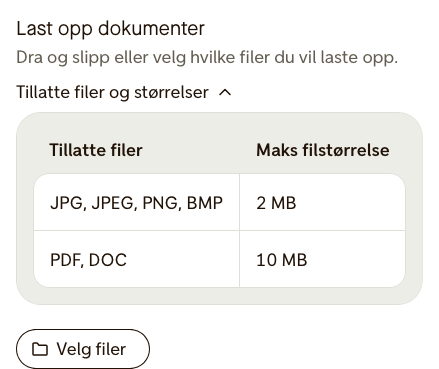 Last opp dokumenter
Dra og slipp eller velg hvilke filer du vil laste opp.
Tillatte filer og størrelser
Tillatte filer Maks filstørrelse
JPG, JPEG, PNG, BMP 2 MB
PDF, DOC 10 MB
Velg filer